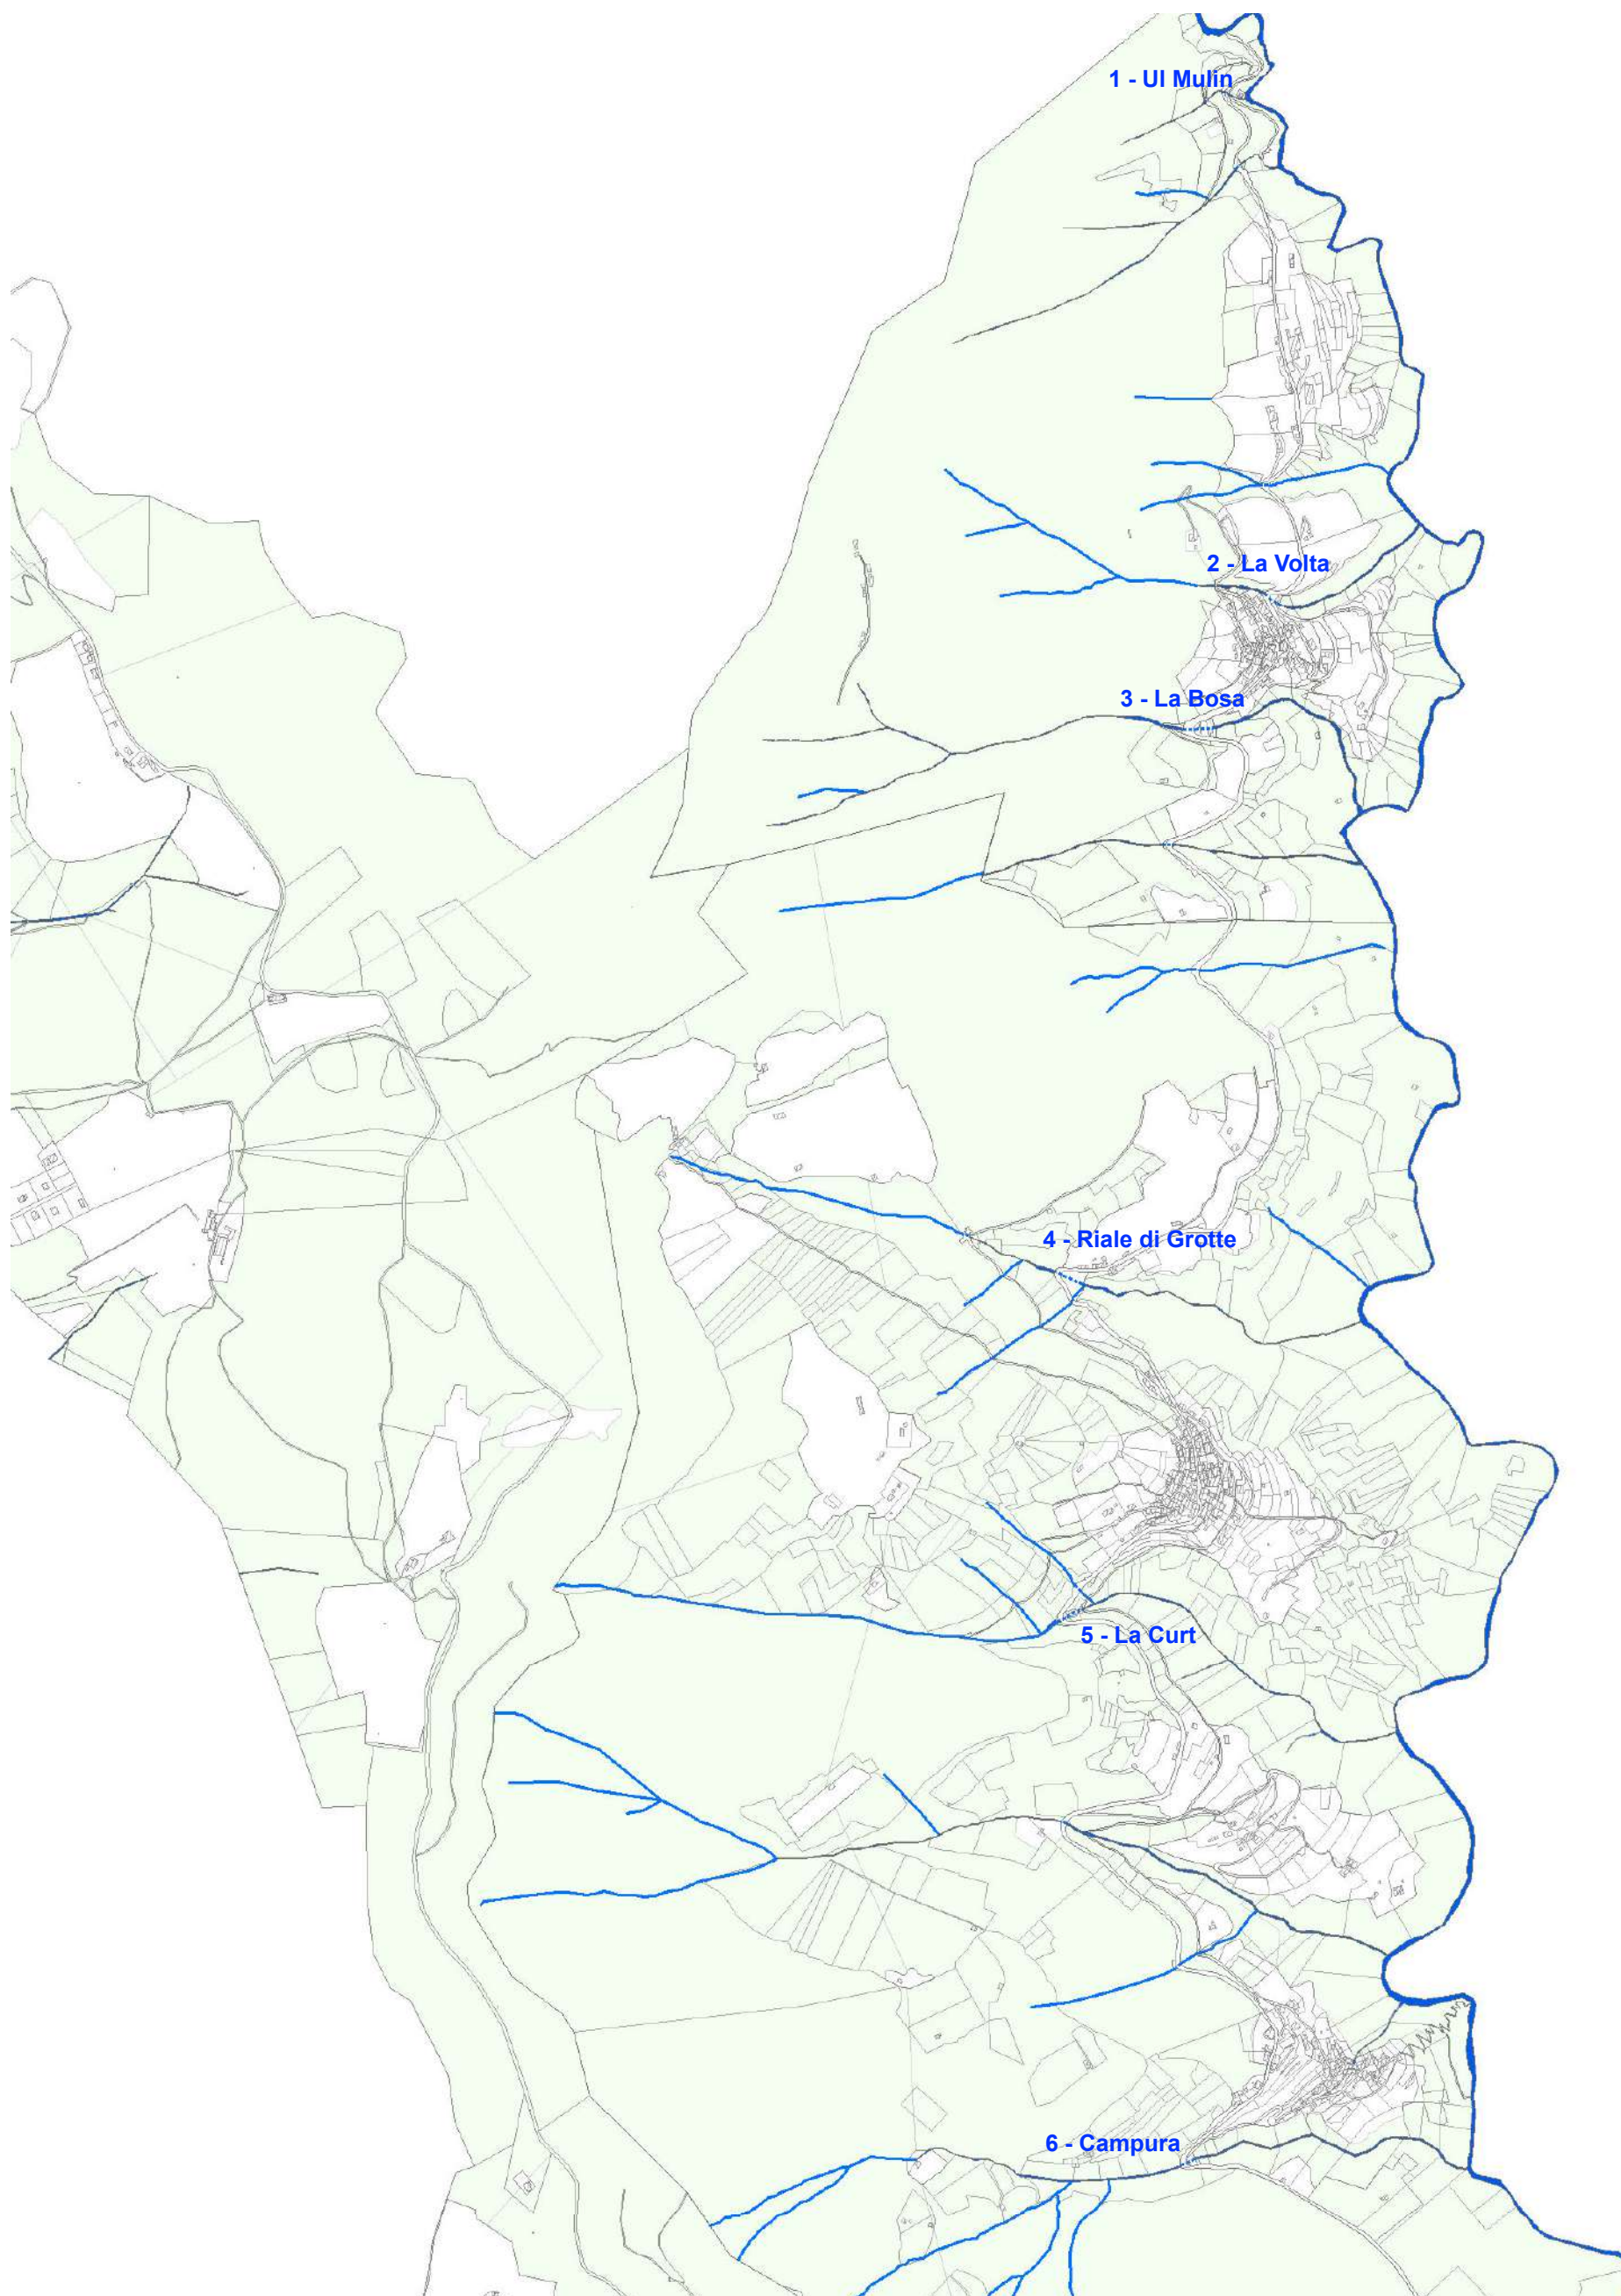 1 - Ul Mulin
2 - La Volta
3 - La Bosa
4 - Riale di Grotte
5 - La Curt
6 - Campura